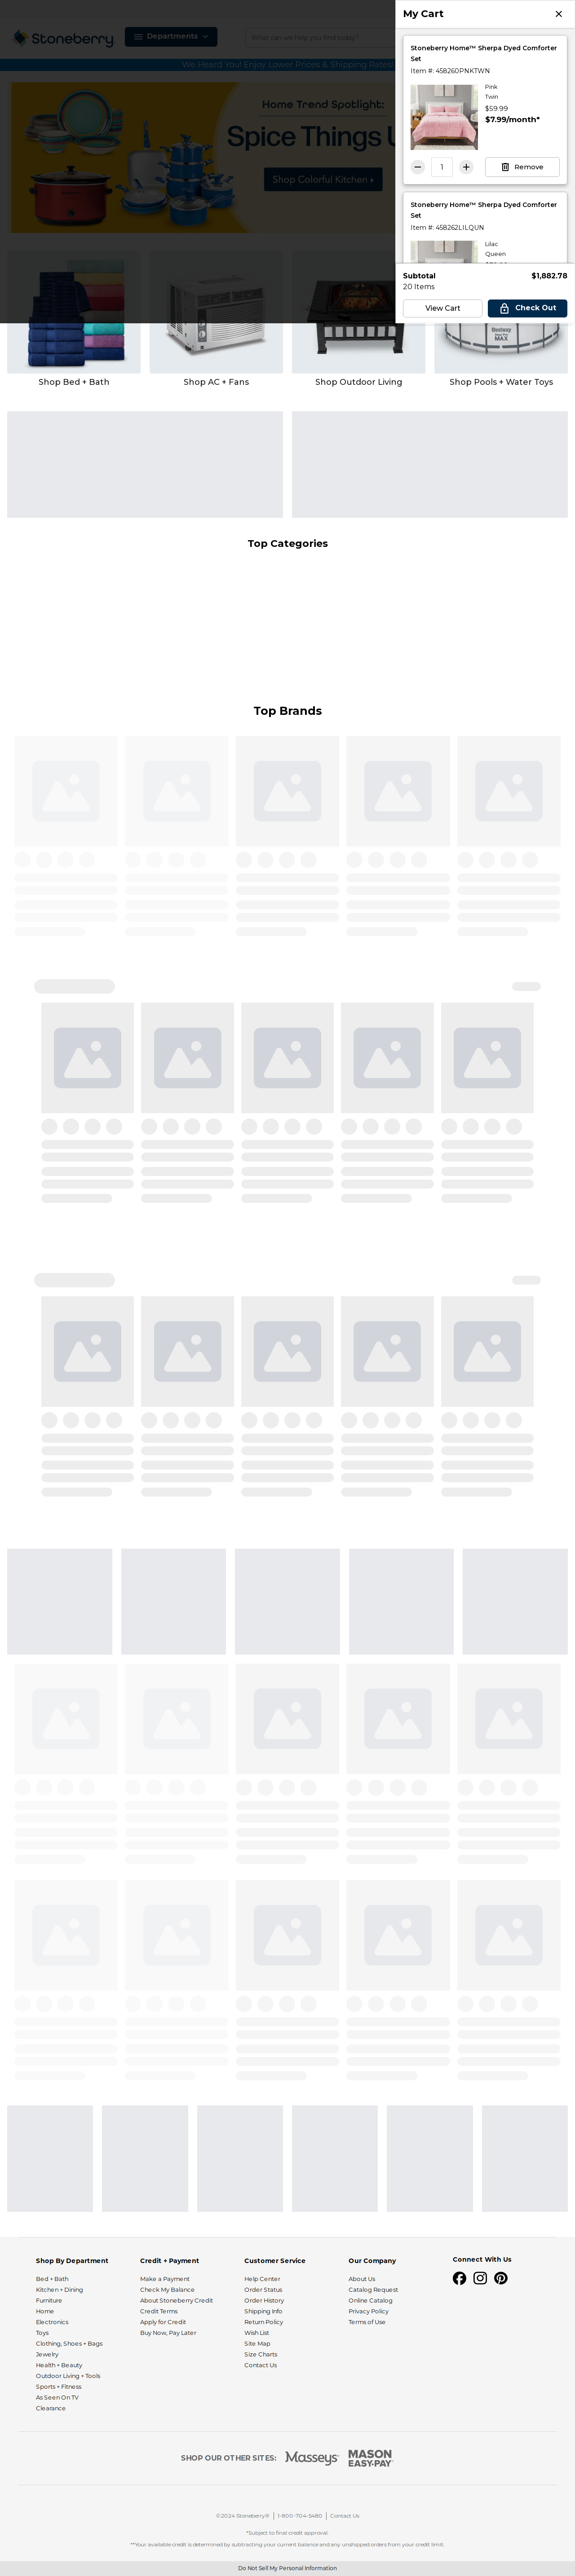 Stoneberry
Departments
What can we help you find today?
We Heard You! Enjoy Lower Prices & Shipping Rates!
Home Trend Spotlight:
Spice Things U
Shop Colorful Kitchen
My Cart
Stoneberry Home™ Sherpa Dyed Comforter
Set
Item #: 458260PNKTWN
Pink
Twin
$59.99
$7.99/month*
1
Remove
Stoneberry Home™ Sherpa Dyed Comforter
Set
Item #: 458262LILQUN
Lilac
Queen
Subtotal
$1,882.78
20 Items
View Cart
Check Out
Bestway
MAX
Shop Bed + Bath
Shop AC + Fans
Shop Outdoor Living
Shop Pools + Water Toys
Top Categories
Top Brands
Shop By Department
Bed + Bath
Kitchen + Dining
Furniture
Home
Electronics
Toys
Clothing, Shoes + Bags
Jewelry
Health + Beauty
Outdoor Living + Tools
Sports + Fitness
As Seen On TV
Clearance
Credit + Payment
Make a Payment
Check My Balance
About Stoneberry Credit
Credit Terms
Apply for Credit
Buy Now, Pay Later
Customer Service
Help Center
Order Status
Order History
Shipping Info
Return Policy
Wish List
Site Map
Size Charts
Contact Us
Our Company
About Us
Catalog Request
Online Catalog
Privacy Policy
Terms of Use
Connect With Us
SHOP OUR OTHER SITES:
Masseys
MASON
EASY•PAY
©2024 Stoneberry®
1-800-704-5480
Contact Us
*Subject to final credit approval.
**Your available credit is determined by subtracting your current balance and any unshipped orders from your credit limit.
Do Not Sell My Personal Information